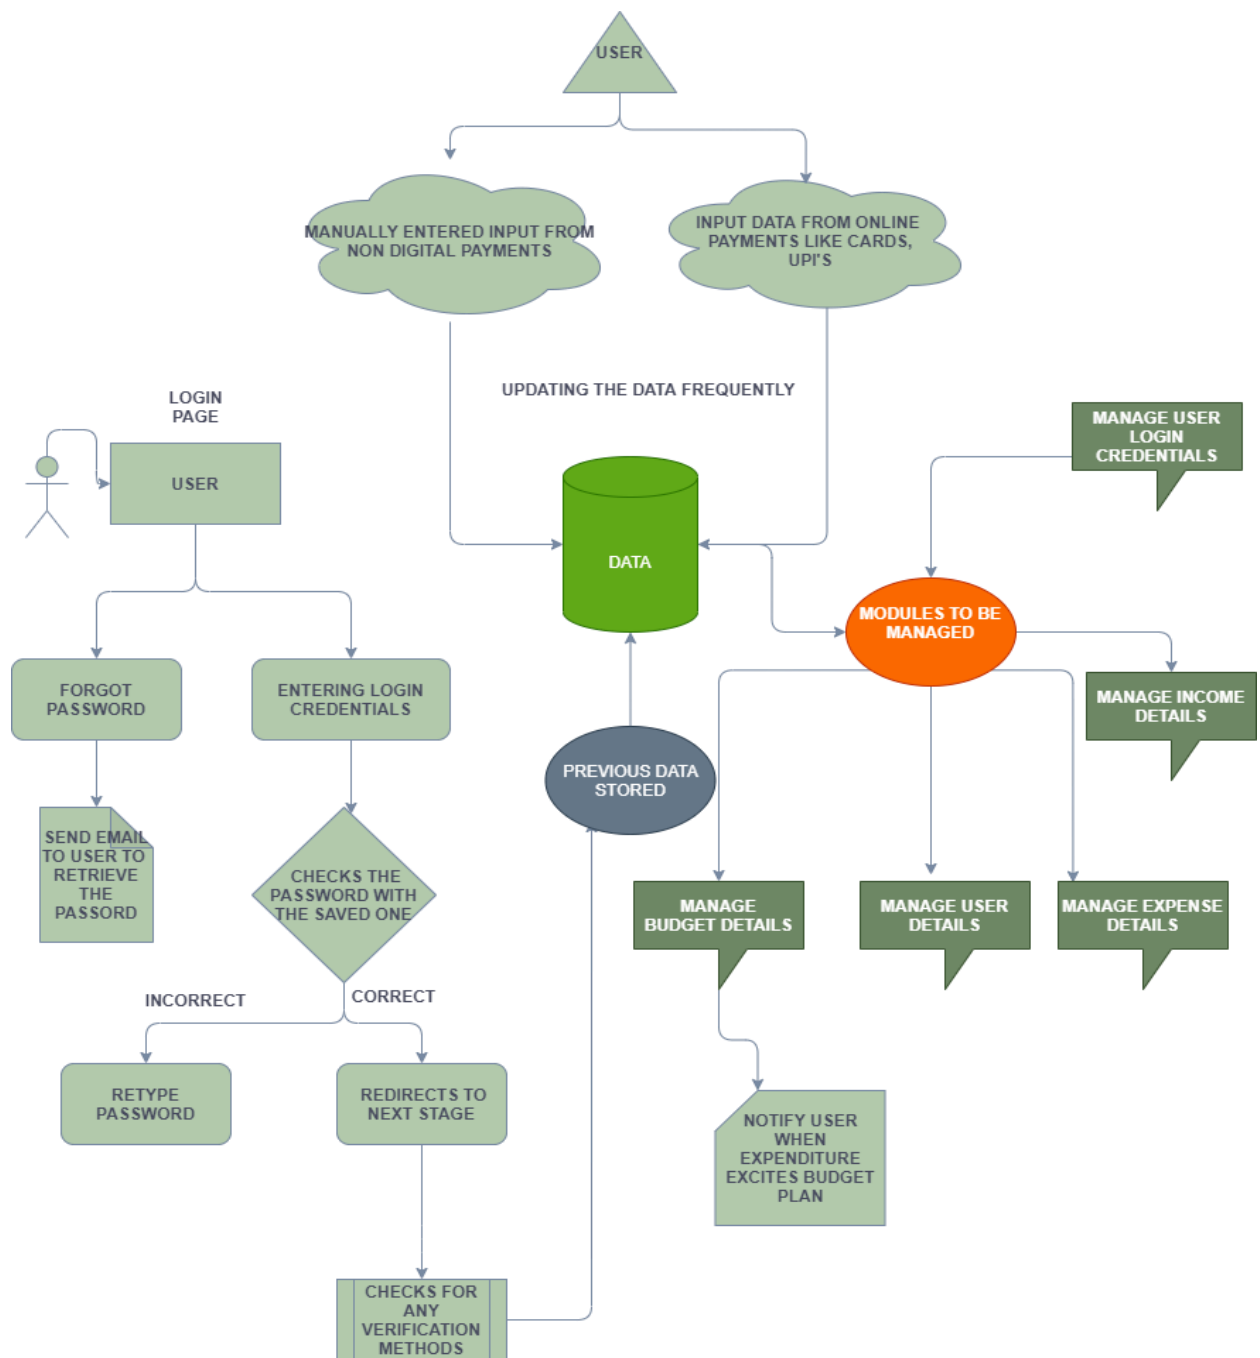 USER
MANUALLY ENTERED INPUT FROM
NON DIGITAL PAYMENTS
INPUT DATA FROM ONLINE
PAYMENTS LIKE CARDS,
UPI'S
UPDATING THE DATA FREQUENTLY
LOGIN
PAGE
USER
DATA
MANAGE USER
LOGIN
CREDENTIALS
MODULES TO BE
MANAGED
FORGOT
PASSWORD
ENTERING LOGIN
CREDENTIALS
MANAGE INCOME
DETAILS
PREVIOUS DATA
STORED
SEND EMAIL
TO USER TO
RETRIEVE
THE
PASSORD
CHECKS THE
PASSWORD WITH
THE SAVED ONE
MANAGE
BUDGET DETAILS
MANAGE USER
DETAILS
MANAGE EXPENSE
DETAILS
INCORRECT
CORRECT
RETYPE
PASSWORD
REDIRECTS TO
NEXT STAGE
NOTIFY USER
WHEN
EXPENDITURE
EXCITES BUDGET
PLAN
CHECKS FOR
ANY
VERIFICATION
METHODS